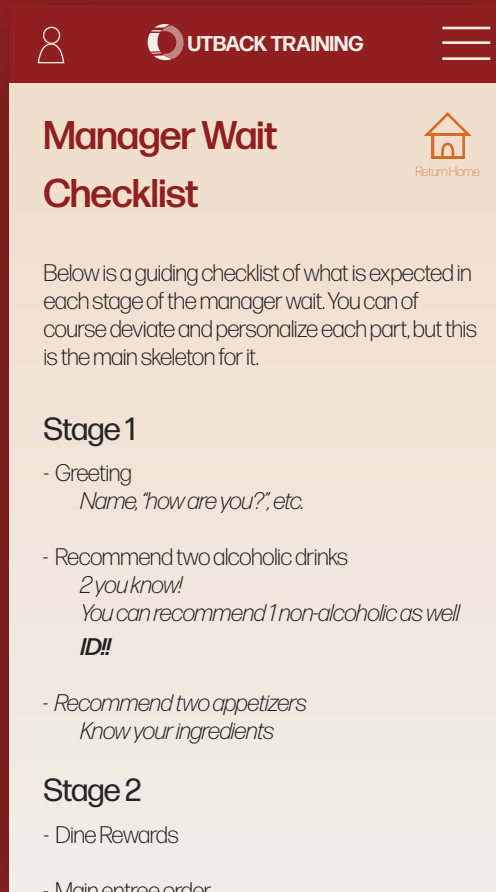 UTBACK TRAINING
Manager Wait
Checklist
Return Home
Below is a guiding checklist of what is expected in
each stage of the manager wait. You can of
course deviate and personalize each part, but this
is the main skeleton for it.
Stage 1
- Greeting
Name, "how are you?", etc.
- Recommend two alcoholic drinks
2 you know!
You can recommend 1 non-alcoholic as well
ID!!
- Recommend two appetizers
Know your ingredients
Stage 2
- Dine Rewards
- Main entree order